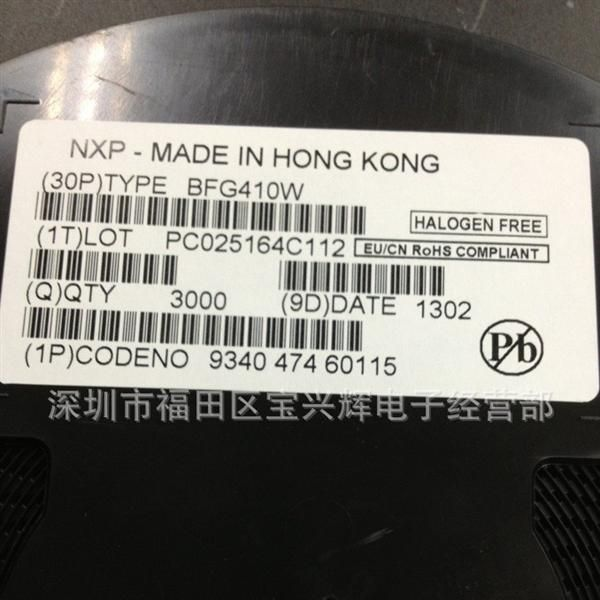 NXP - MADE IN HONG KONG
(30P)TYPE BFG410W
HALOGEN FREE
(1T)LOT PC025164C112 EU/CN RoHS COMPLIANT
(Q)QTY 3000 (9D)DATE 1302
Pb
(1P)CODENO 9340 474 60115
深圳市福田区宝兴辉电子经营部